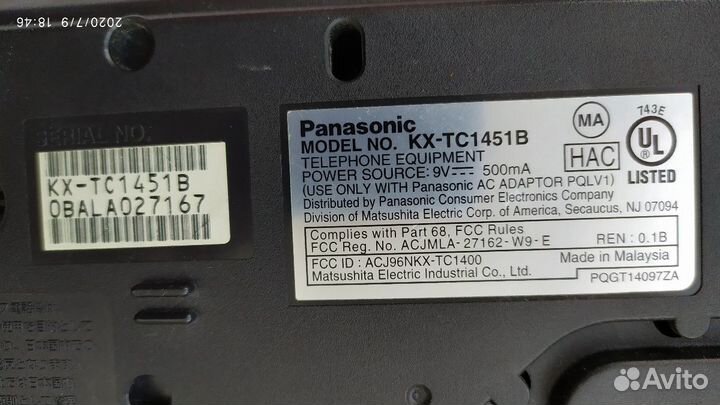 2020/7/9 18:46
SERIAL NO.
KX-TC1451B
0BALA027167
Panasonic
MODEL NO. KX-TC1451B
TELEPHONE EQUIPMENT
POWER SOURCE: 9V 500mA
(USE ONLY WITH Panasonic AC ADAPTOR PQLV1)
Distributed by Panasonic Consumer Electronics Company
Division of Matsushita Electric Corp. of America, Secaucus, NJ 07094
MA
HAC
743E
UL
LISTED
Complies with Part 68, FCC Rules
FCC Reg. No. ACJMLA-27162-W9-E REN : 0.1B
FCC ID : ACJ96NKX-TC1400 Made in Malaysia
Matsushita Electric Industrial Co., Ltd. PQGT14097ZA
Avito